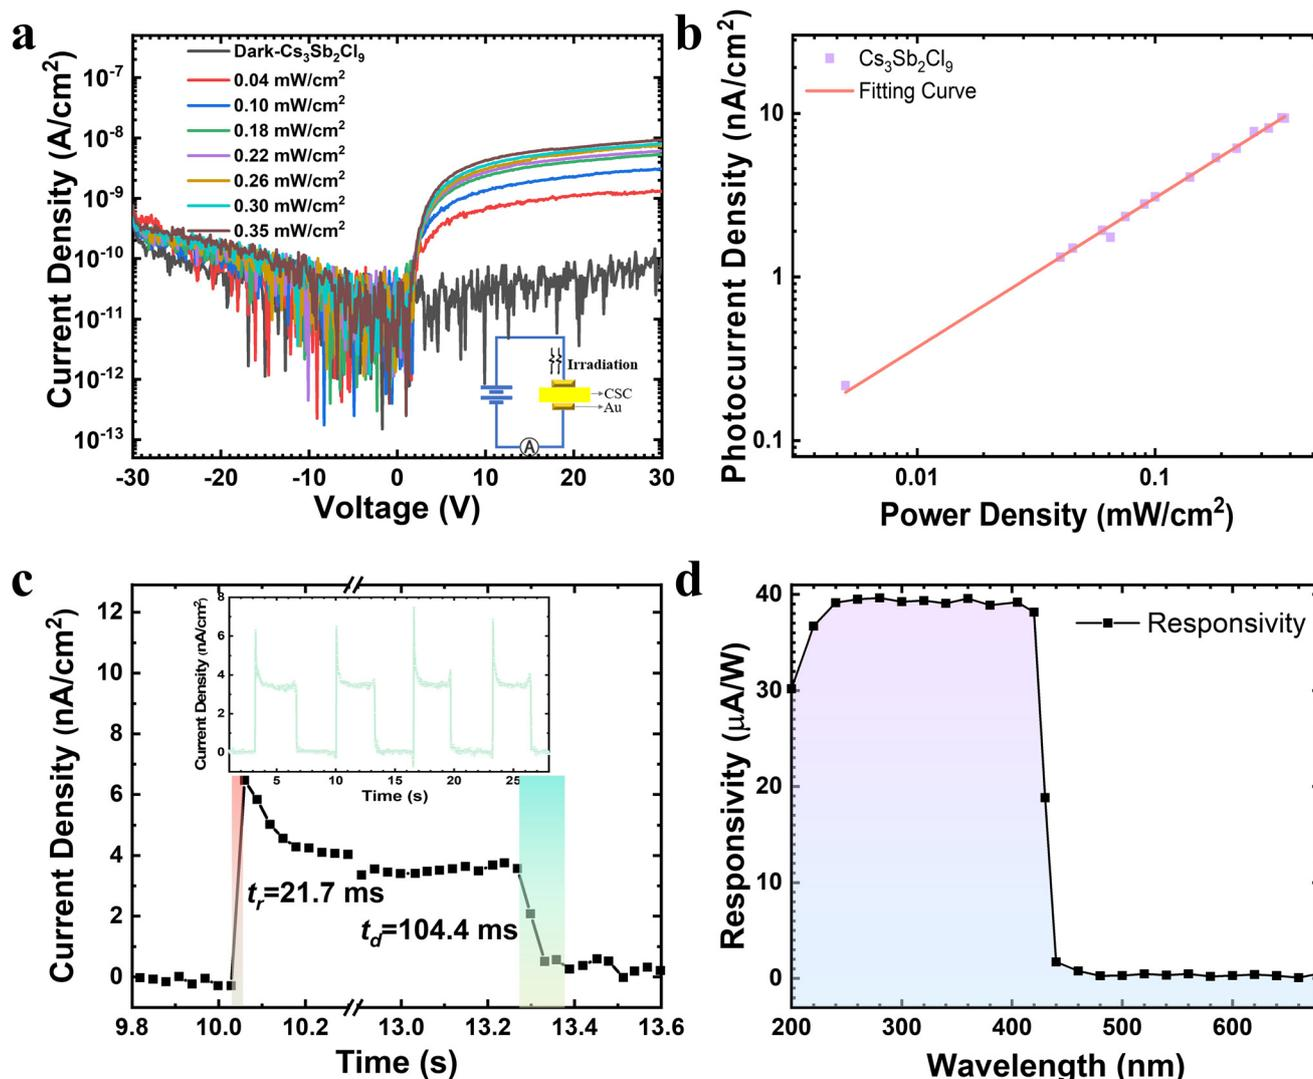 a
Current Density (A/cm²)
10⁻⁷
10⁻⁸
10⁻⁹
10⁻¹⁰
10⁻¹¹
10⁻¹²
10⁻¹³
Dark-Cs₃Sb₂Cl₉
0.04 mW/cm²
0.10 mW/cm²
0.18 mW/cm²
0.22 mW/cm²
0.26 mW/cm²
0.30 mW/cm²
0.35 mW/cm²
Irradiation
CSC
Au
A
-30 -20 -10 0 10 20 30
Voltage (V)
b
Photocurrent Density (nA/cm²)
10
1
0.1
Cs₃Sb₂Cl₉
Fitting Curve
0.01 0.1
Power Density (mW/cm²)
c
Current Density (nA/cm²)
12
10
8
6
4
2
0
Current Density (nA/cm²)
8
6
4
2
0
5 10 15 20 25
Time (s)
tᵣ=21.7 ms
t_d=104.4 ms
9.8 10.0 10.2 13.0 13.2 13.4 13.6
Time (s)
d
Responsivity (μA/W)
40
30
20
10
0
Responsivity
200 300 400 500 600
Wavelength (nm)